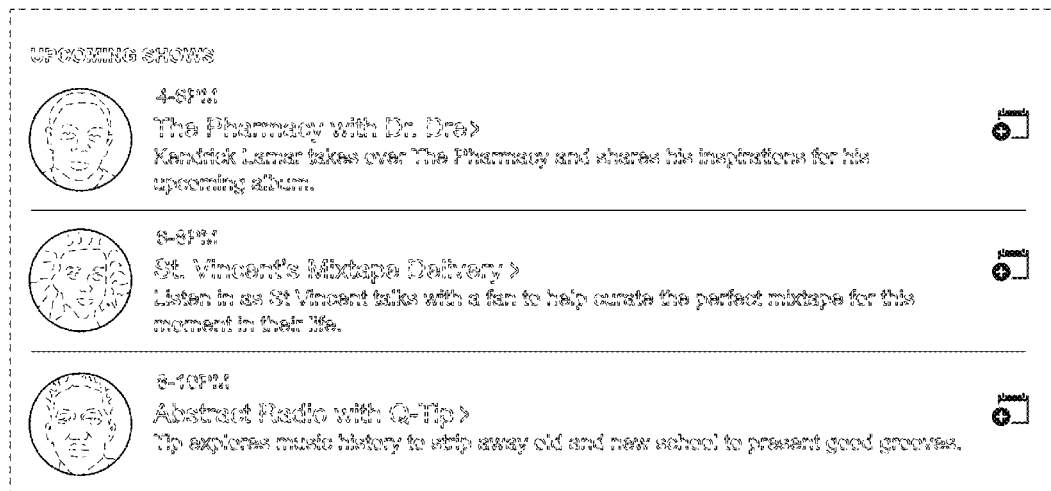 UPCOMING SHOWS
4-6PM
The Pharmacy with Dr. Dre >
Kendrick Lamar takes over The Pharmacy and shares his inspirations for his
upcoming album.
6-8PM
St. Vincent's Mixtape Delivery >
Listen in as St Vincent talks with a fan to help curate the perfect mixtape for this
moment in their life.
8-10PM
Abstract Radio with Q-Tip >
Tip explores music history to strip away old and new school to present good grooves.